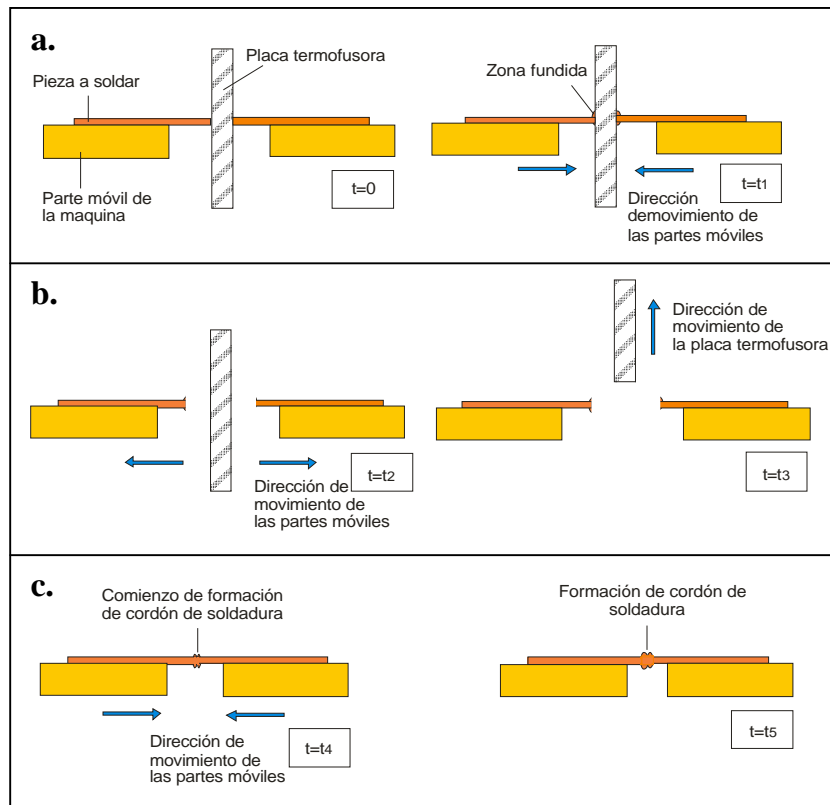 a.
Placa termofusora
Pieza a soldar
Parte móvil de
la maquina
t=0
Zona fundida
t=t1
Dirección
demovimiento de
las partes móviles
b.
Dirección de
movimiento de
las partes móviles
t=t2
Dirección de
movimiento de
la placa termofusora
t=t3
c.
Comienzo de formación
de cordón de soldadura
Dirección de
movimiento de
las partes móviles
t=t4
Formación de cordón de
soldadura
t=t5